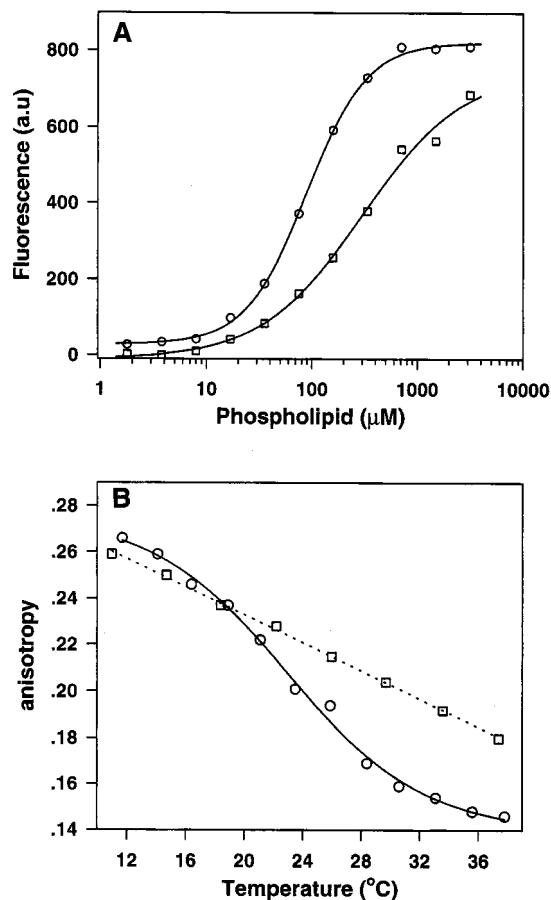 A
Fluorescence (a.u)
800
600
400
200
0
1 10 100 1000 10000
Phospholipid (μM)
B
anisotropy
.28
.26
.24
.22
.20
.18
.16
.14
12 16 20 24 28 32 36
Temperature (°C)